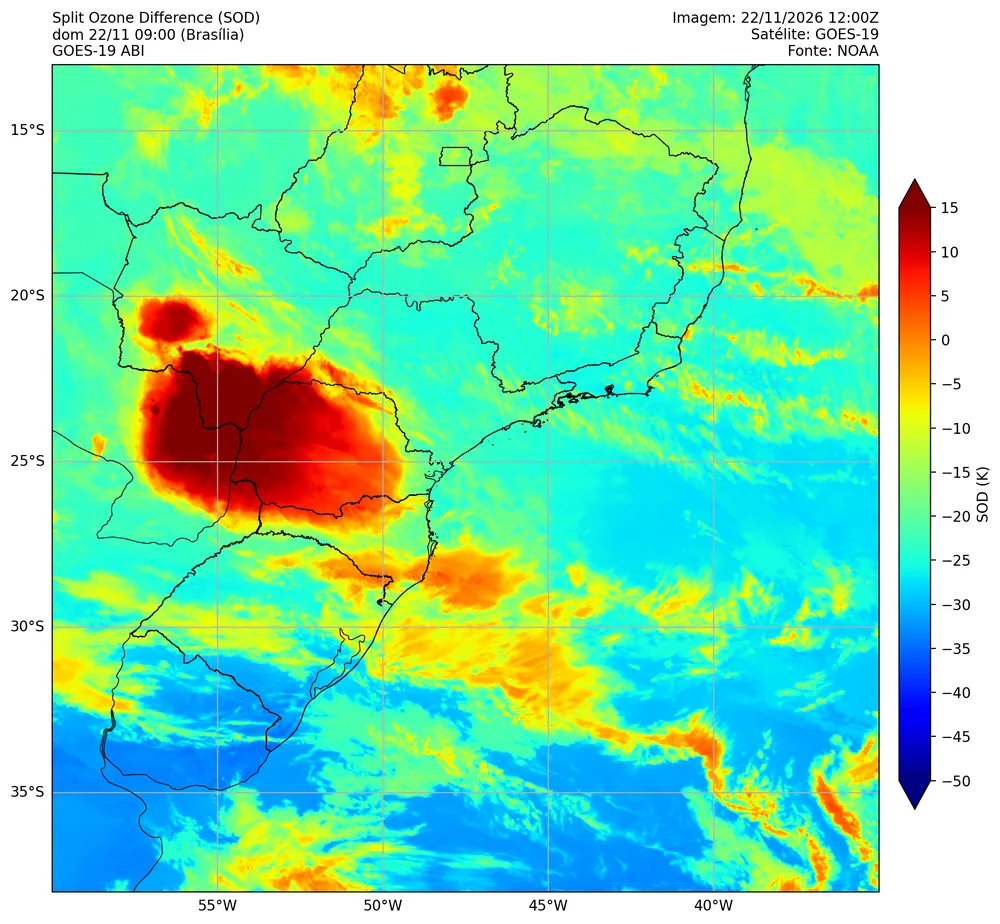 Split Ozone Difference (SOD)
dom 22/11 09:00 (Brasília)
GOES-19 ABI
Imagem: 22/11/2026 12:00Z
Satélite: GOES-19
Fonte: NOAA
15°S
20°S
25°S
30°S
35°S
55°W
50°W
45°W
40°W
15
10
5
0
−5
−10
−15
−20
−25
−30
−35
−40
−45
−50
SOD (K)